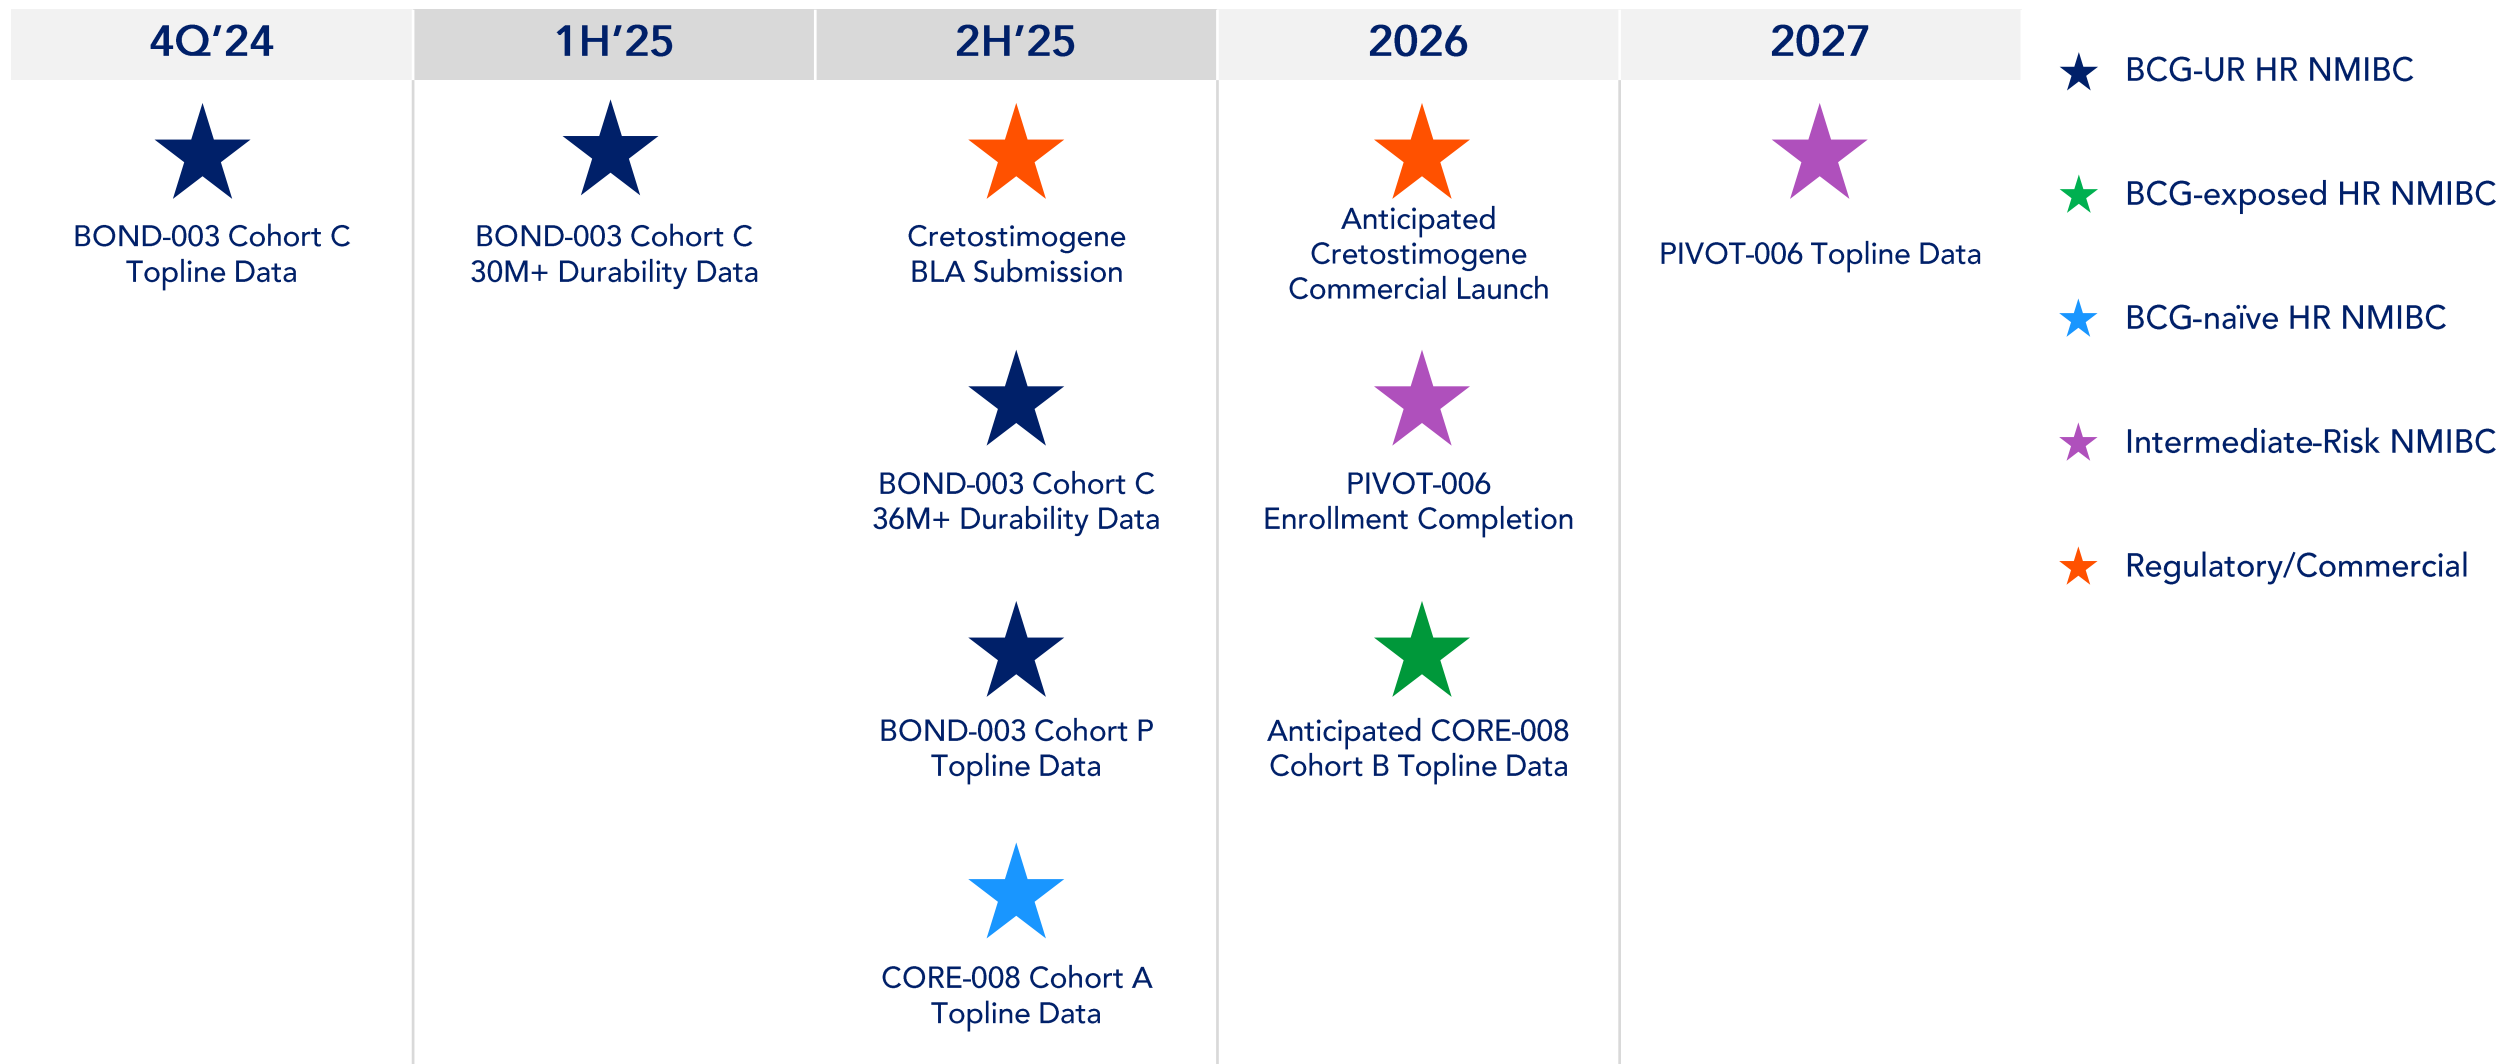 4Q’24
1H’25
2H’25
2026
2027
BOND-003 Cohort C
Topline Data
BOND-003 Cohort C
30M+ Durability Data
Cretostimogene
BLA Submission
BOND-003 Cohort C
36M+ Durability Data
BOND-003 Cohort P
Topline Data
CORE-008 Cohort A
Topline Data
Anticipated
Cretostimogene
Commercial Launch
PIVOT-006
Enrollment Completion
Anticipated CORE-008
Cohort B Topline Data
PIVOT-006 Topline Data
BCG-UR HR NMIBC
BCG-exposed HR NMIBC
BCG-naïve HR NMIBC
Intermediate-Risk NMIBC
Regulatory/Commercial